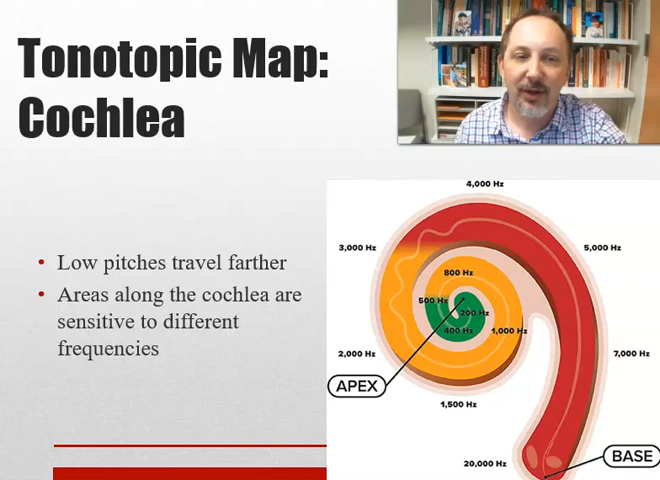 Tonotopic Map:
Cochlea
• Low pitches travel farther
• Areas along the cochlea are
sensitive to different
frequencies
4,000 Hz
3,000 Hz
5,000 Hz
800 Hz
500 Hz
200 Hz
400 Hz
1,000 Hz
2,000 Hz
7,000 Hz
APEX
1,500 Hz
20,000 Hz
BASE